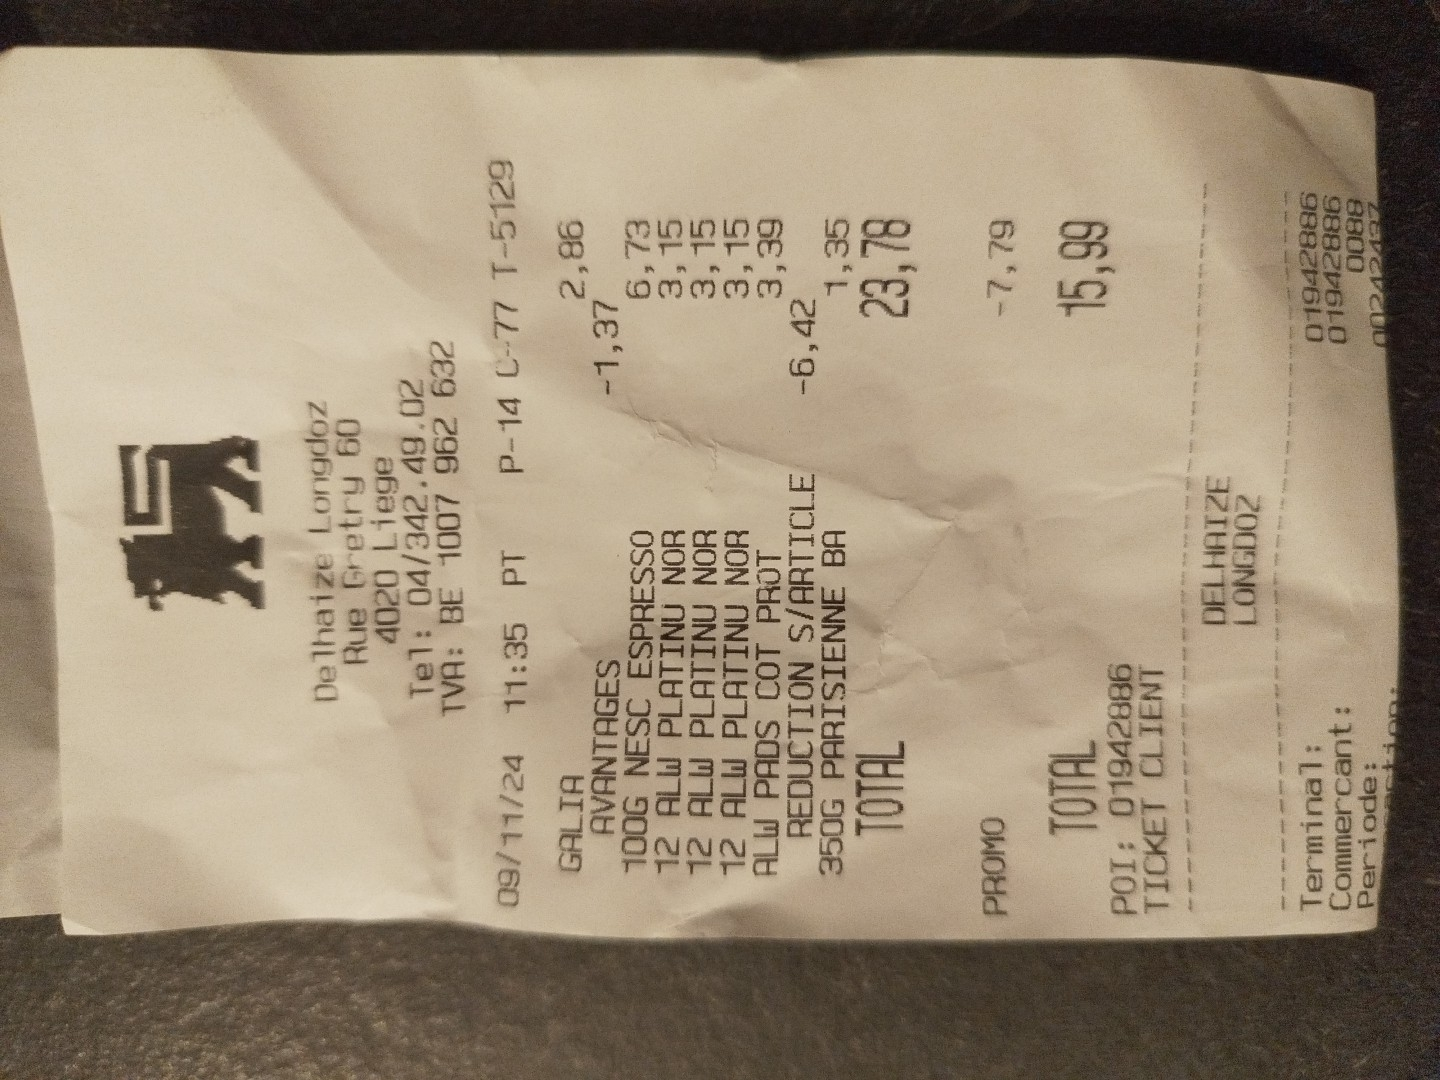 Delhaize Longdoz
Rue Gretry 60
4020 Liege
Tel: 04/342.49.02
TVA: BE 1007 962 632
09/11/24 11:35 PT P-14 C-77 T-5129
GALIA 2,86
AVANTAGES -1,37
100G NESC ESPRESSO 6,73
12 ALW PLATINU NOR 3,15
12 ALW PLATINU NOR 3,15
12 ALW PLATINU NOR 3,15
ALW PADS COT PROT 3,39
REDUCTION S/ARTICLE -6,42
350G PARISIENNE BA 1,35
TOTAL 23,78
PROMO -7,79
TOTAL 15,99
POI: 01942886
TICKET CLIENT
DELHAIZE
LONGDOZ
Terminal: 01942886
Commercant: 01942886
Periode: 0088